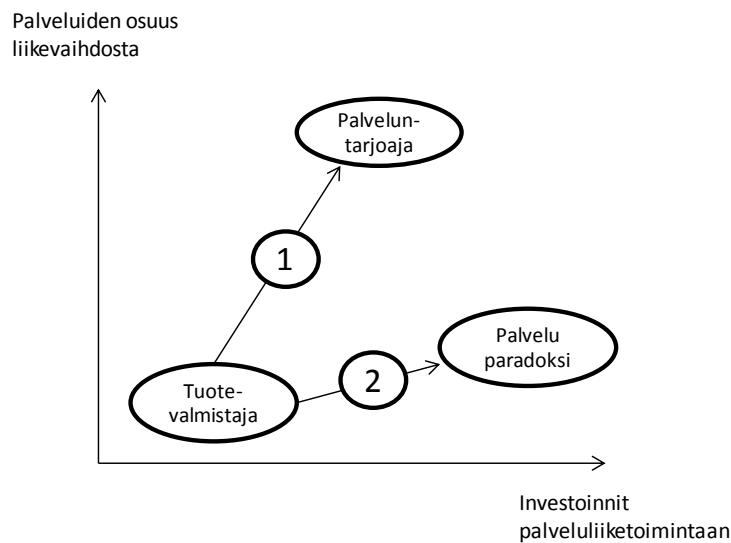 Palveluiden osuus
liikevaihdosta
Palvelun-
tarjoaja
1
Palvelu
paradoksi
2
Tuote-
valmistaja
Investoinnit
palveluliiketoimintaan